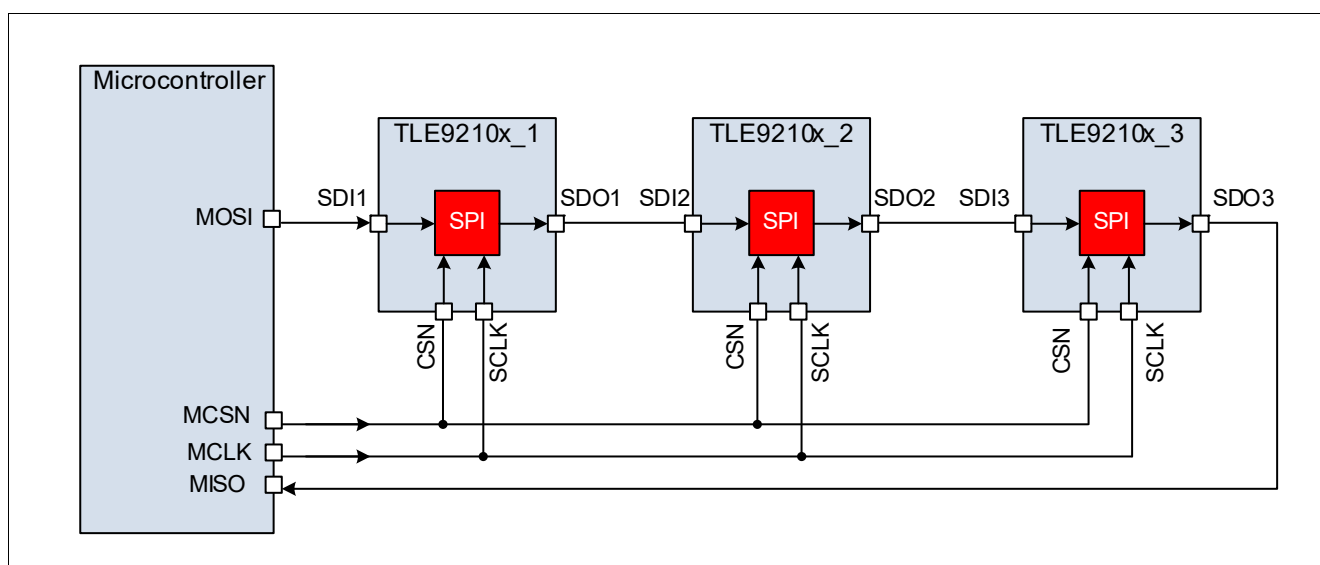 Microcontroller
TLE9210x_1
TLE9210x_2
TLE9210x_3
MOSI
SDI1
SPI
SDO1
SDI2
SPI
SDO2
SDI3
SPI
SDO3
CSN
SCLK
CSN
SCLK
CSN
SCLK
MCSN
MCLK
MISO